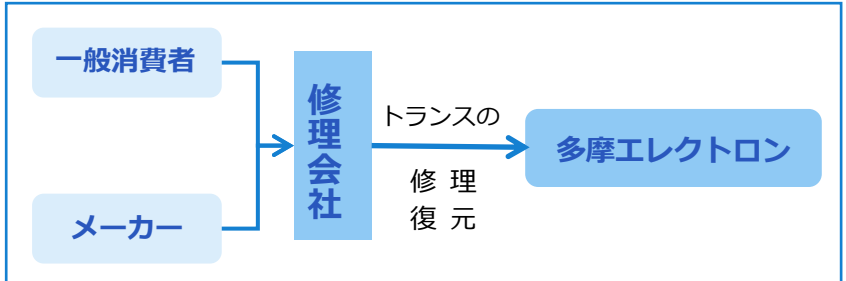 一般消費者
メーカー
修理会社
トランスの
修 理
復 元
多摩エレクトロン